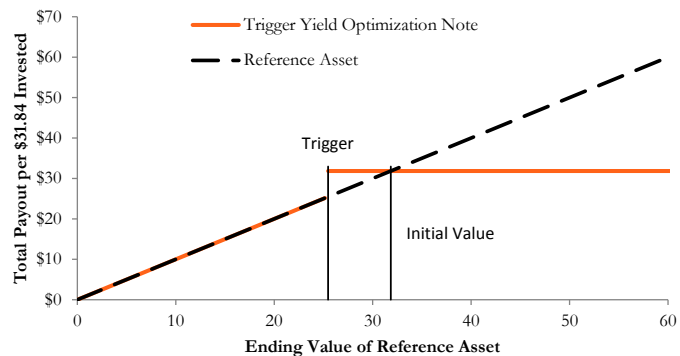 $70
$60
$50
$40
$30
$20
$10
$0
Total Payout per $31.84 Invested
Trigger Yield Optimization Note
Reference Asset
Trigger
Initial Value
0
10
20
30
40
50
60
Ending Value of Reference Asset